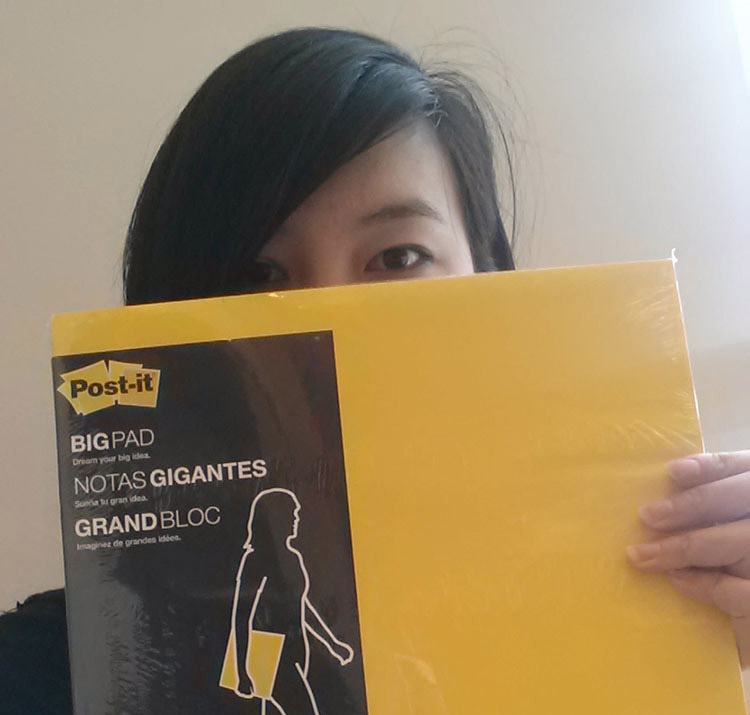 Post-it
BIG PAD
Dream your big idea.
NOTAS GIGANTES
Sueña tu gran idea.
GRAND BLOC
Imaginez de grandes idées.